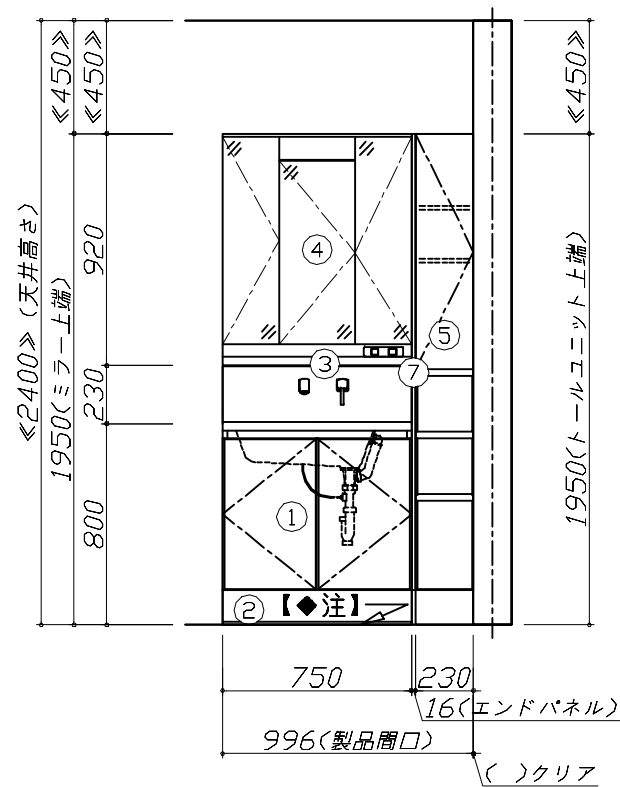 ≪450≫
≪450≫
≪450≫
≪2400≫(天井高さ)
1950(ミラー上端)
920
230
800
1950(トールユニット上端)
④
⑤
③
⑦
①
②
【◆注】
750
230
16(エンドパネル)
996(製品間口)
( )クリア